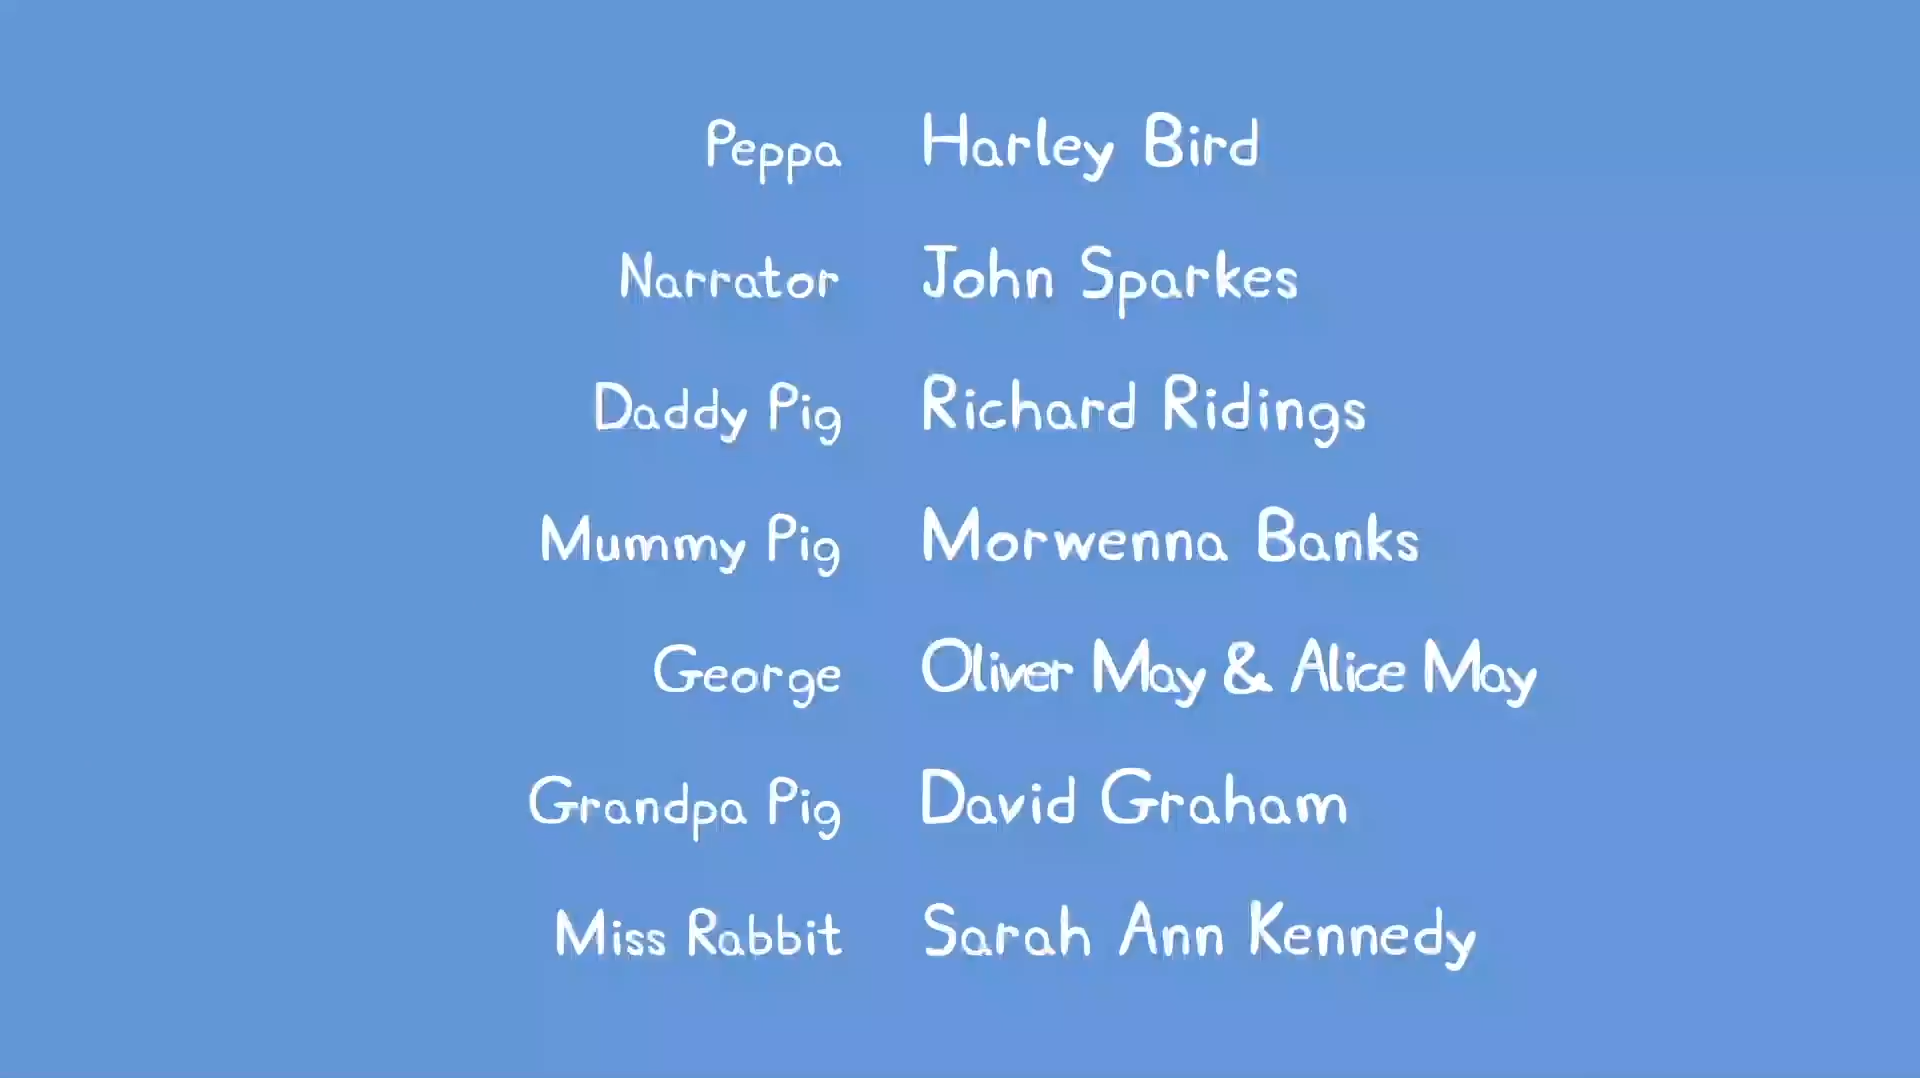 Peppa Harley Bird
Narrator John Sparkes
Daddy Pig Richard Ridings
Mummy Pig Morwenna Banks
George Oliver May & Alice May
Grandpa Pig David Graham
Miss Rabbit Sarah Ann Kennedy